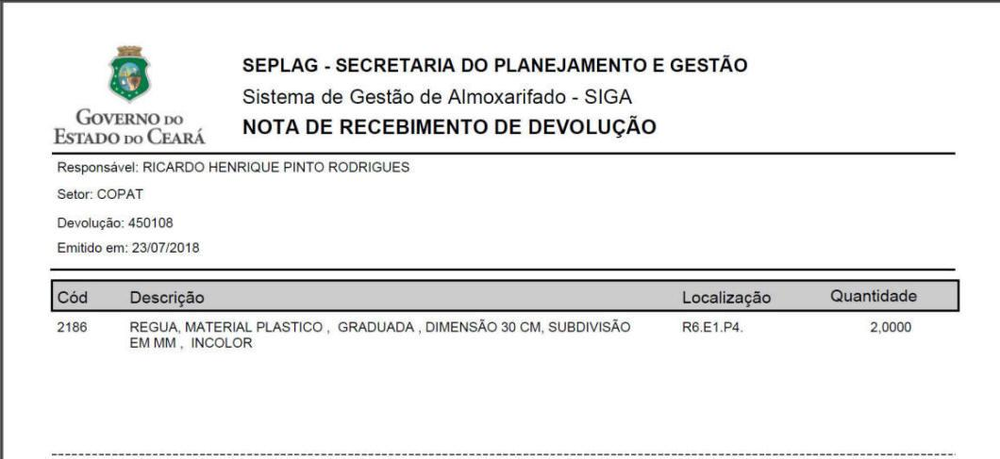 SEPLAG - SECRETARIA DO PLANEJAMENTO E GESTÃO
Sistema de Gestão de Almoxarifado - SIGA
NOTA DE RECEBIMENTO DE DEVOLUÇÃO
GOVERNO DO
ESTADO DO CEARÁ
Responsável: RICARDO HENRIQUE PINTO RODRIGUES
Setor: COPAT
Devolução: 450108
Emitido em: 23/07/2018
Cód Descrição Localização Quantidade
2186 REGUA, MATERIAL PLASTICO , GRADUADA , DIMENSÃO 30 CM, SUBDIVISÃO R6.E1.P4. 2,0000
EM MM , INCOLOR